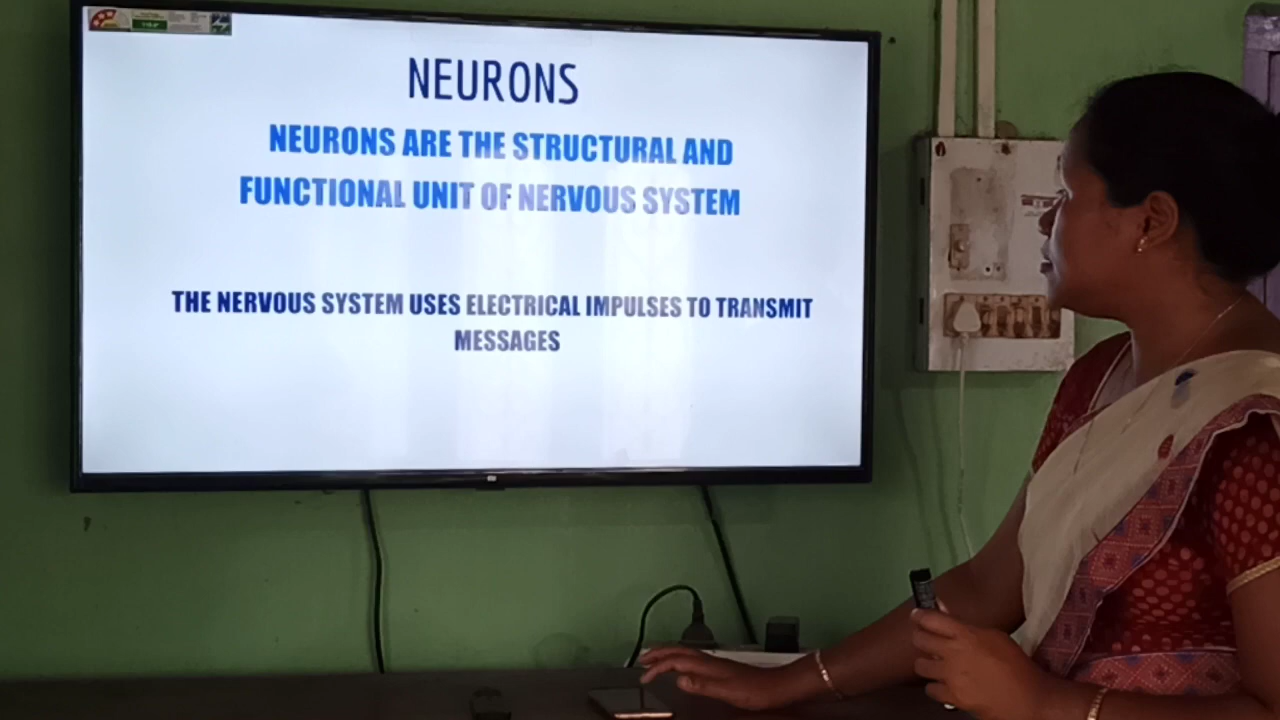 NEURONS
NEURONS ARE THE STRUCTURAL AND
FUNCTIONAL UNIT OF NERVOUS SYSTEM
THE NERVOUS SYSTEM USES ELECTRICAL IMPULSES TO TRANSMIT
MESSAGES